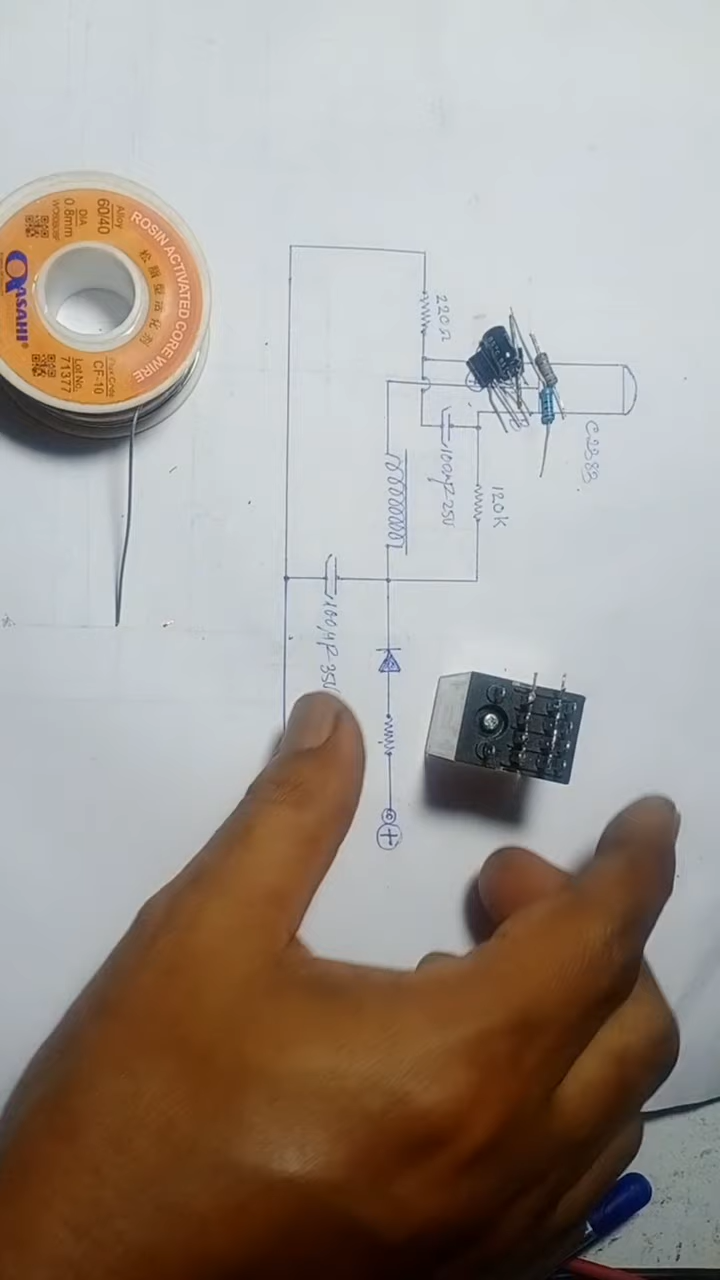 ROSIN ACTIVATED CORE WIRE
Alloy
60/40
DIA
0.8mm
ASAHI®
Flux Code
CF-10
Lot No.
71377
220Ω
C2383
100µF-25V
120K
100µF-35V
+